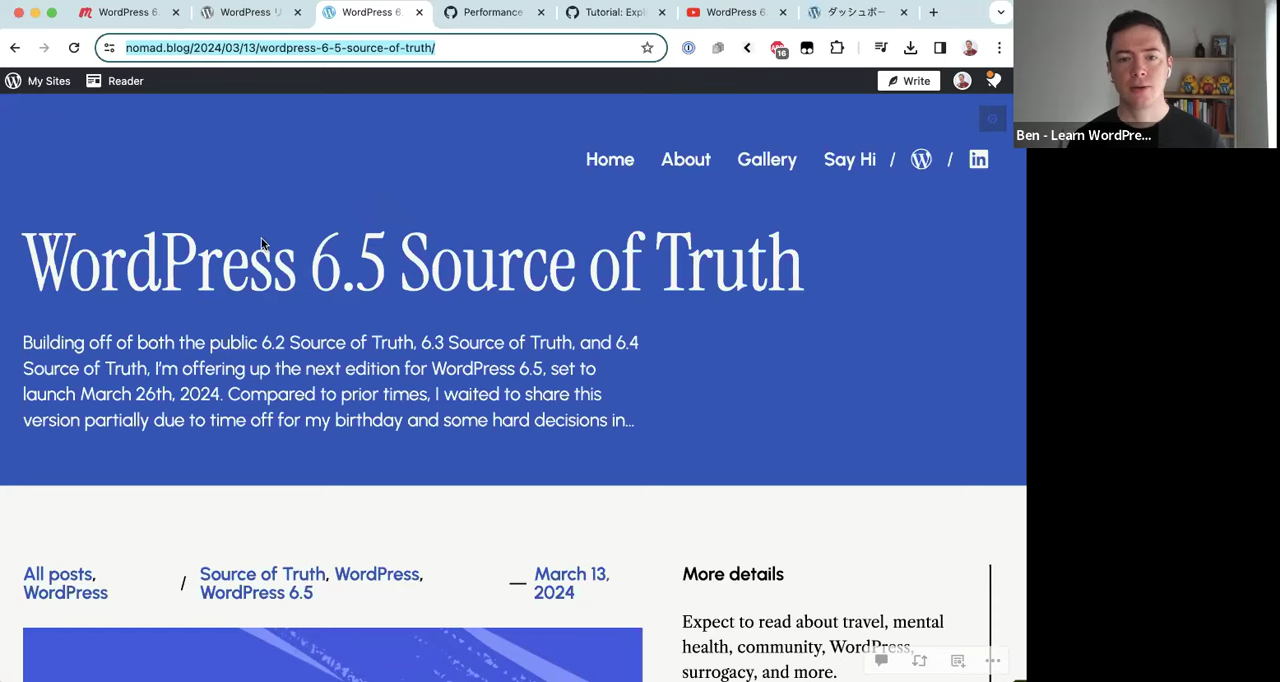 WordPress 6.
WordPress リ
WordPress 6.
Performance
Tutorial: Expl
WordPress 6.
ダッシュボー
nomad.blog/2024/03/13/wordpress-6-5-source-of-truth/
16
My Sites
Reader
Write
Ben - Learn WordPre...
Home
About
Gallery
Say Hi
/
/
WordPress 6.5 Source of Truth
Building off of both the public 6.2 Source of Truth, 6.3 Source of Truth, and 6.4
Source of Truth, I'm offering up the next edition for WordPress 6.5, set to
launch March 26th, 2024. Compared to prior times, I waited to share this
version partially due to time off for my birthday and some hard decisions in...
All posts,
WordPress
/
Source of Truth, WordPress,
WordPress 6.5
—
March 13,
2024
More details
Expect to read about travel, mental
health, community, WordPress,
surrogacy, and more.